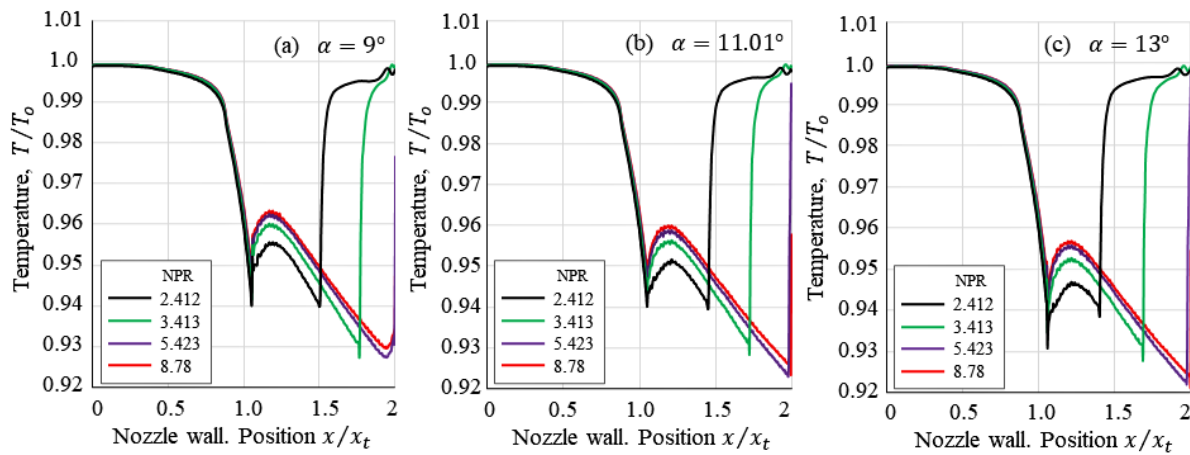 (a) α = 9°
Temperature, T/To
1.01
1.0
0.99
0.98
0.97
0.96
0.95
0.94
0.93
0.92
NPR
2.412
3.413
5.423
8.78
0 0.5 1.0 1.5 2
Nozzle wall. Position x/xt
(b) α = 11.01°
Temperature, T/To
1.01
1.0
0.99
0.98
0.97
0.96
0.95
0.94
0.93
0.92
NPR
2.412
3.413
5.423
8.78
0 0.5 1.0 1.5 2
Nozzle wall. Position x/xt
(c) α = 13°
Temperature, T/To
1.01
1.0
0.99
0.98
0.97
0.96
0.95
0.94
0.93
0.92
NPR
2.412
3.413
5.423
8.78
0 0.5 1.0 1.5 2
Nozzle wall. Position x/xt